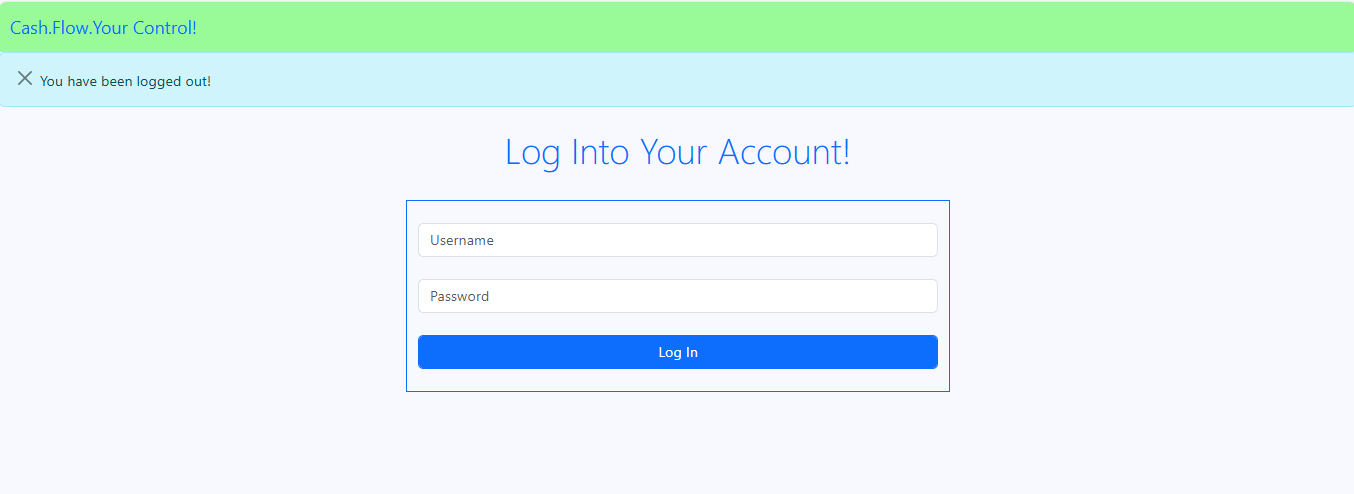 Cash.Flow.Your Control!
You have been logged out!
Log Into Your Account!
Username
Password
Log In